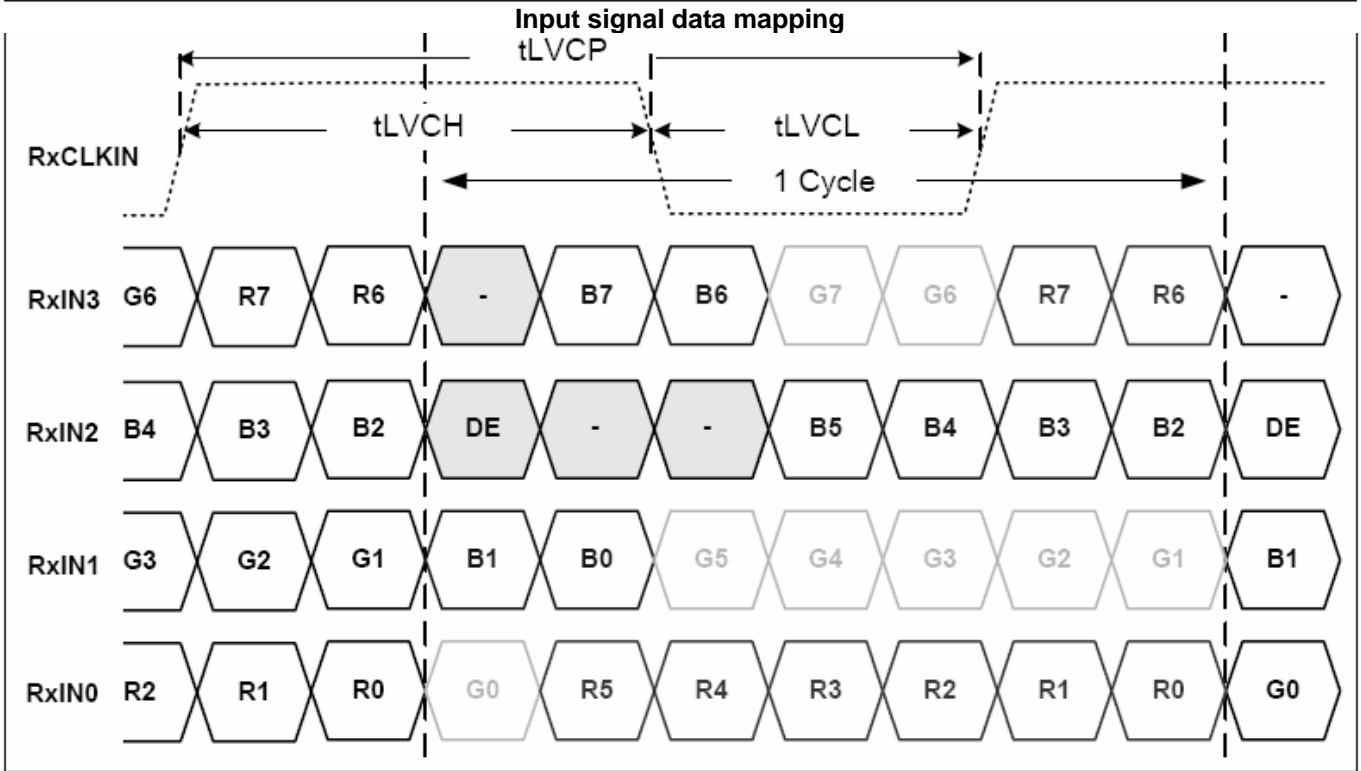 Input signal data mapping
tLVCP
tLVCH tLVCL
RxCLKIN
1 Cycle
RxIN3 G6 R7 R6 - B7 B6 G7 G6 R7 R6 -
RxIN2 B4 B3 B2 DE - - B5 B4 B3 B2 DE
RxIN1 G3 G2 G1 B1 B0 G5 G4 G3 G2 G1 B1
RxIN0 R2 R1 R0 G0 R5 R4 R3 R2 R1 R0 G0